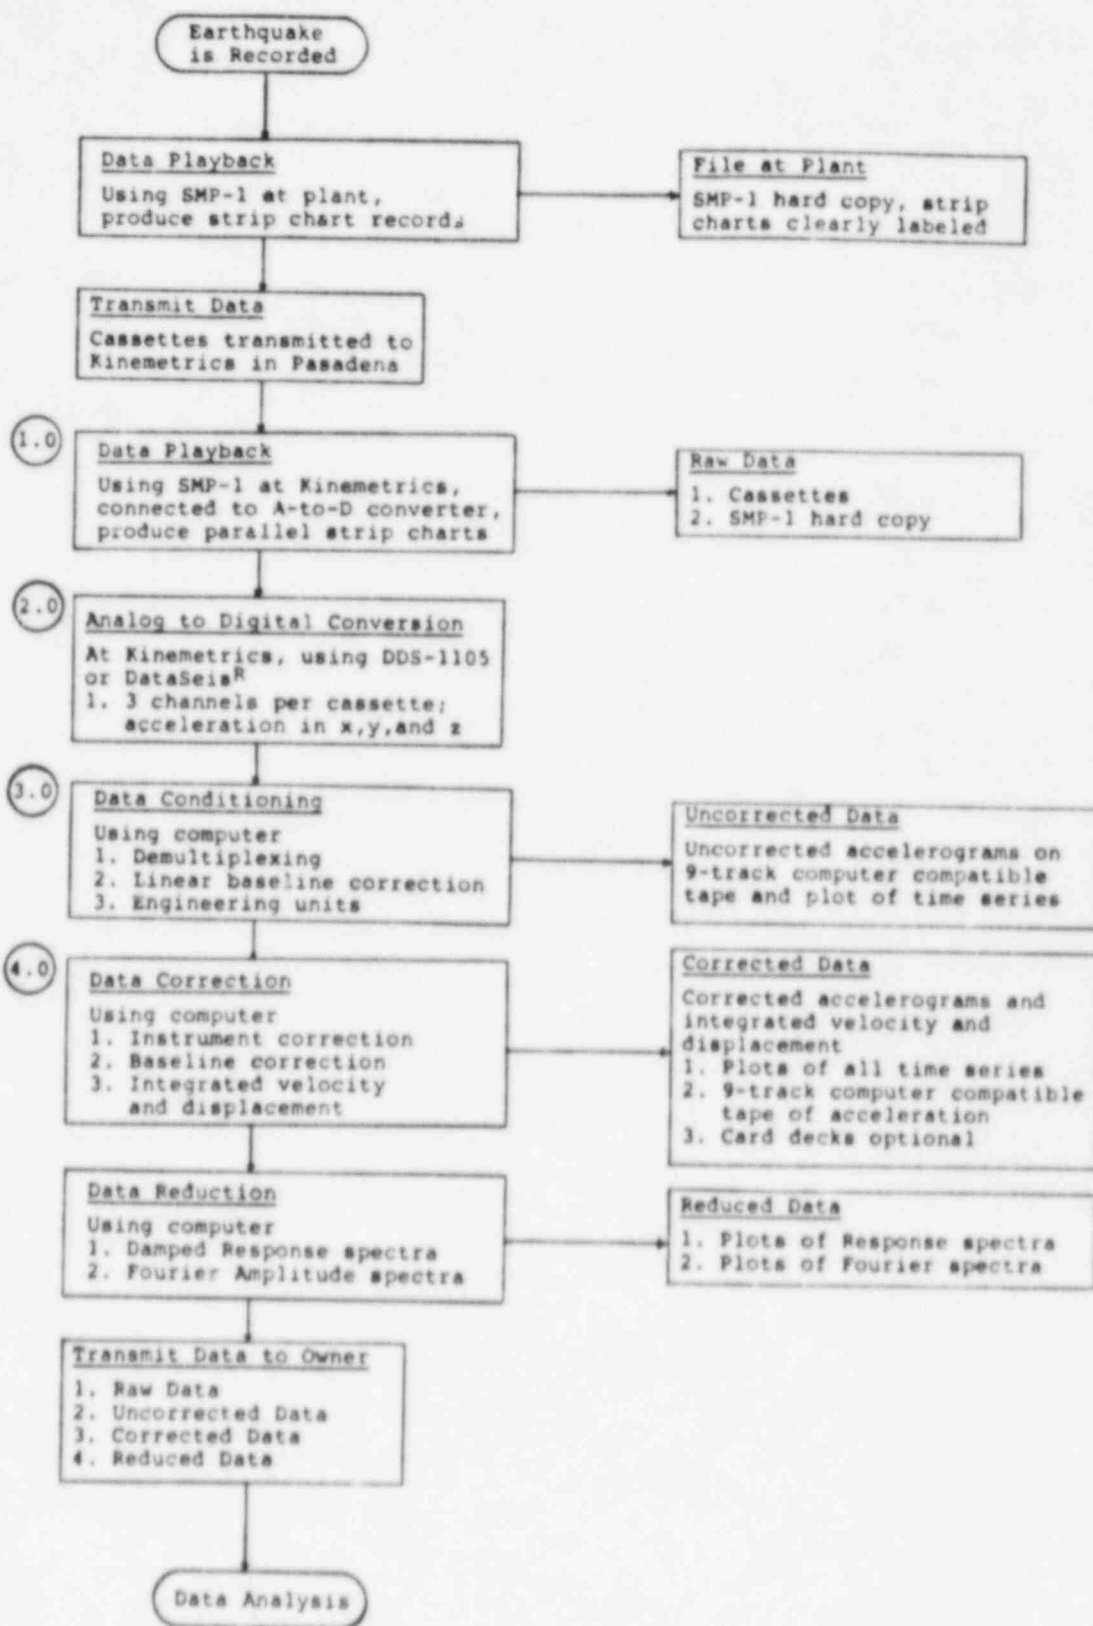 Earthquake
is Recorded
Data Playback
Using SMP-1 at plant,
produce strip chart records
File at Plant
SMP-1 hard copy, strip
charts clearly labeled
Transmit Data
Cassettes transmitted to
Kinemetrics in Pasadena
1.0
Data Playback
Using SMP-1 at Kinemetrics,
connected to A-to-D converter,
produce parallel strip charts
Raw Data
1. Cassettes
2. SMP-1 hard copy
2.0
Analog to Digital Conversion
At Kinemetrics, using DDS-1105
or DataSeisᴿ
1. 3 channels per cassette;
acceleration in x,y,and z
3.0
Data Conditioning
Using computer
1. Demultiplexing
2. Linear baseline correction
3. Engineering units
Uncorrected Data
Uncorrected accelerograms on
9-track computer compatible
tape and plot of time series
4.0
Data Correction
Using computer
1. Instrument correction
2. Baseline correction
3. Integrated velocity
and displacement
Corrected Data
Corrected accelerograms and
integrated velocity and
displacement
1. Plots of all time series
2. 9-track computer compatible
tape of acceleration
3. Card decks optional
Data Reduction
Using computer
1. Damped Response spectra
2. Fourier Amplitude spectra
Reduced Data
1. Plots of Response spectra
2. Plots of Fourier spectra
Transmit Data to Owner
1. Raw Data
2. Uncorrected Data
3. Corrected Data
4. Reduced Data
Data Analysis